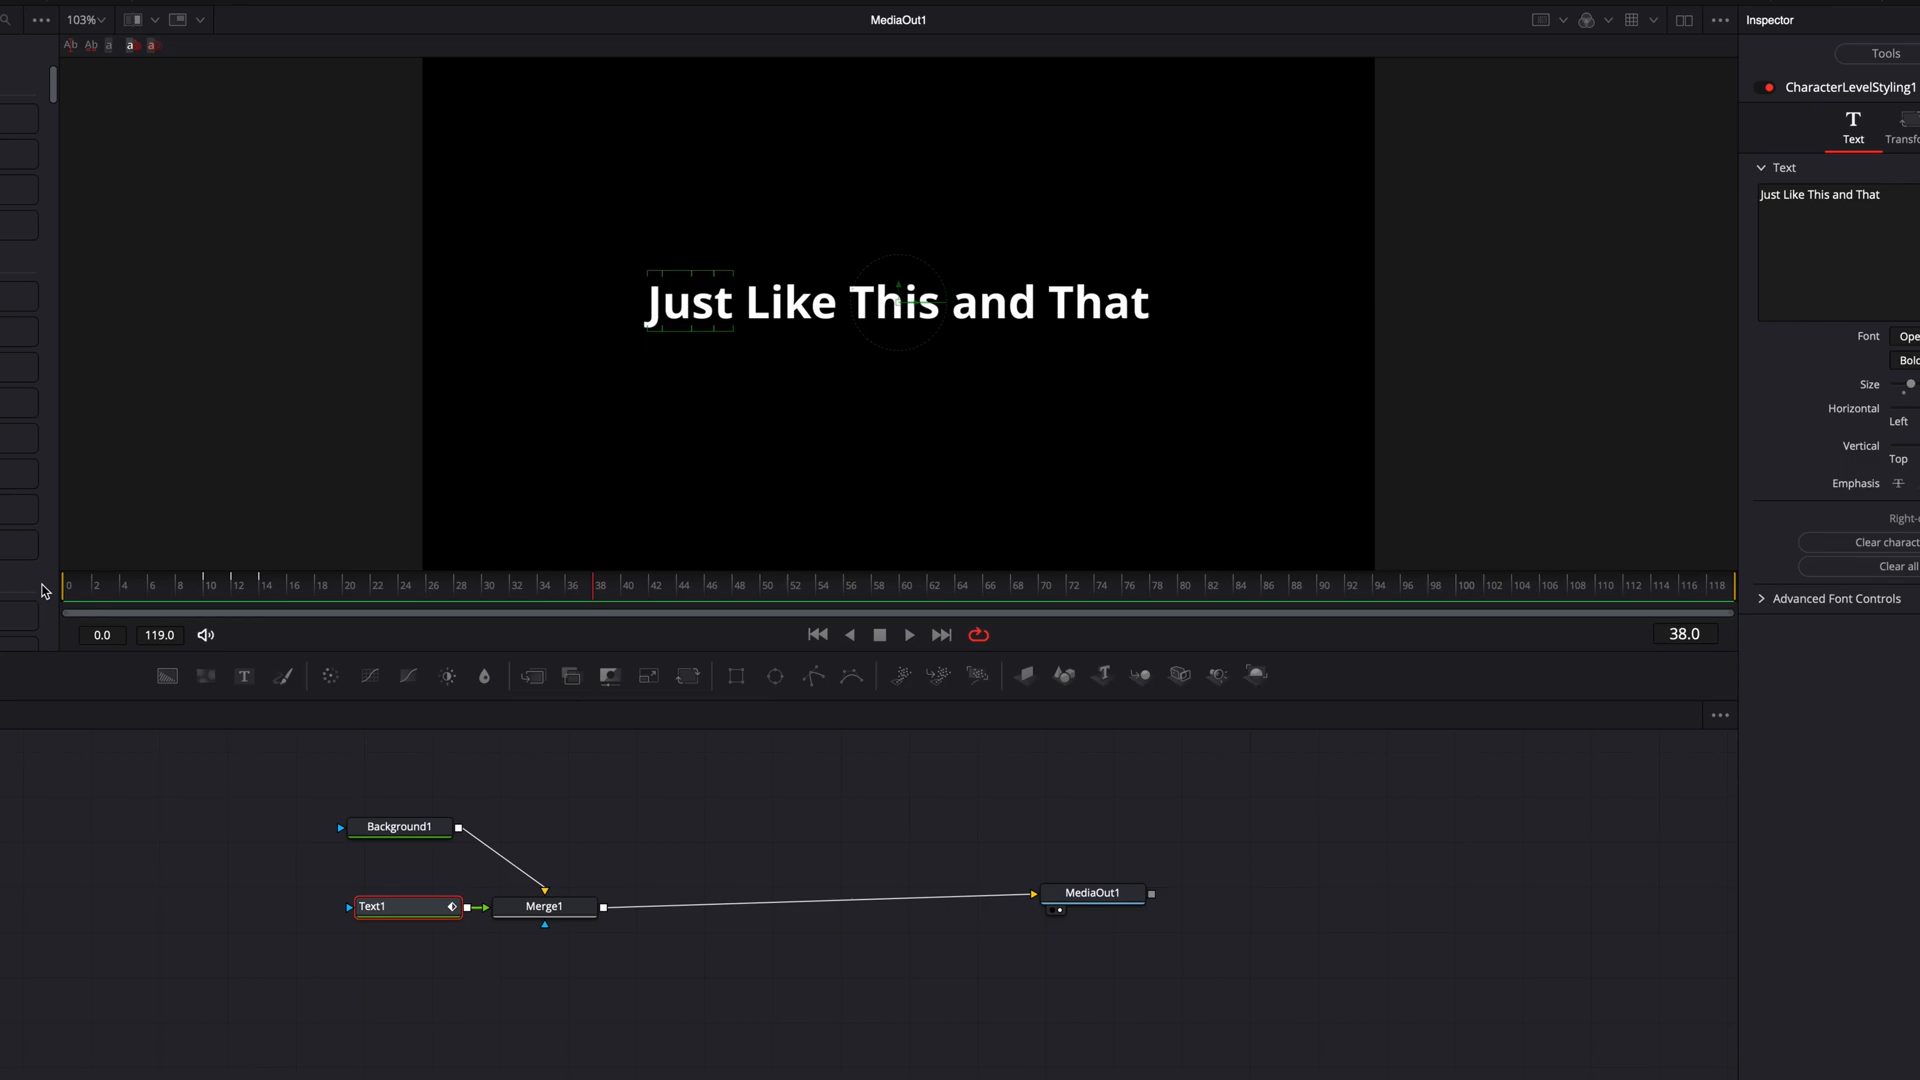 103%
MediaOut1
Inspector
Ab Ab a a a
Tools
CharacterLevelStyling1
Text
Transfo
Text
Just Like This and That
Just Like This and That
Font
Ope
Bold
Size
Horizontal
Left
Vertical
Top
Emphasis
Right-c
Clear charact
Clear all
Advanced Font Controls
0 2 4 6 8 10 12 14 16 18 20 22 24 26 28 30 32 34 36 38 40 42 44 46 48 50 52 54 56 58 60 62 64 66 68 70 72 74 76 78 80 82 84 86 88 90 92 94 96 98 100 102 104 106 108 110 112 114 116 118
0.0
119.0
38.0
Background1
Text1
Merge1
MediaOut1